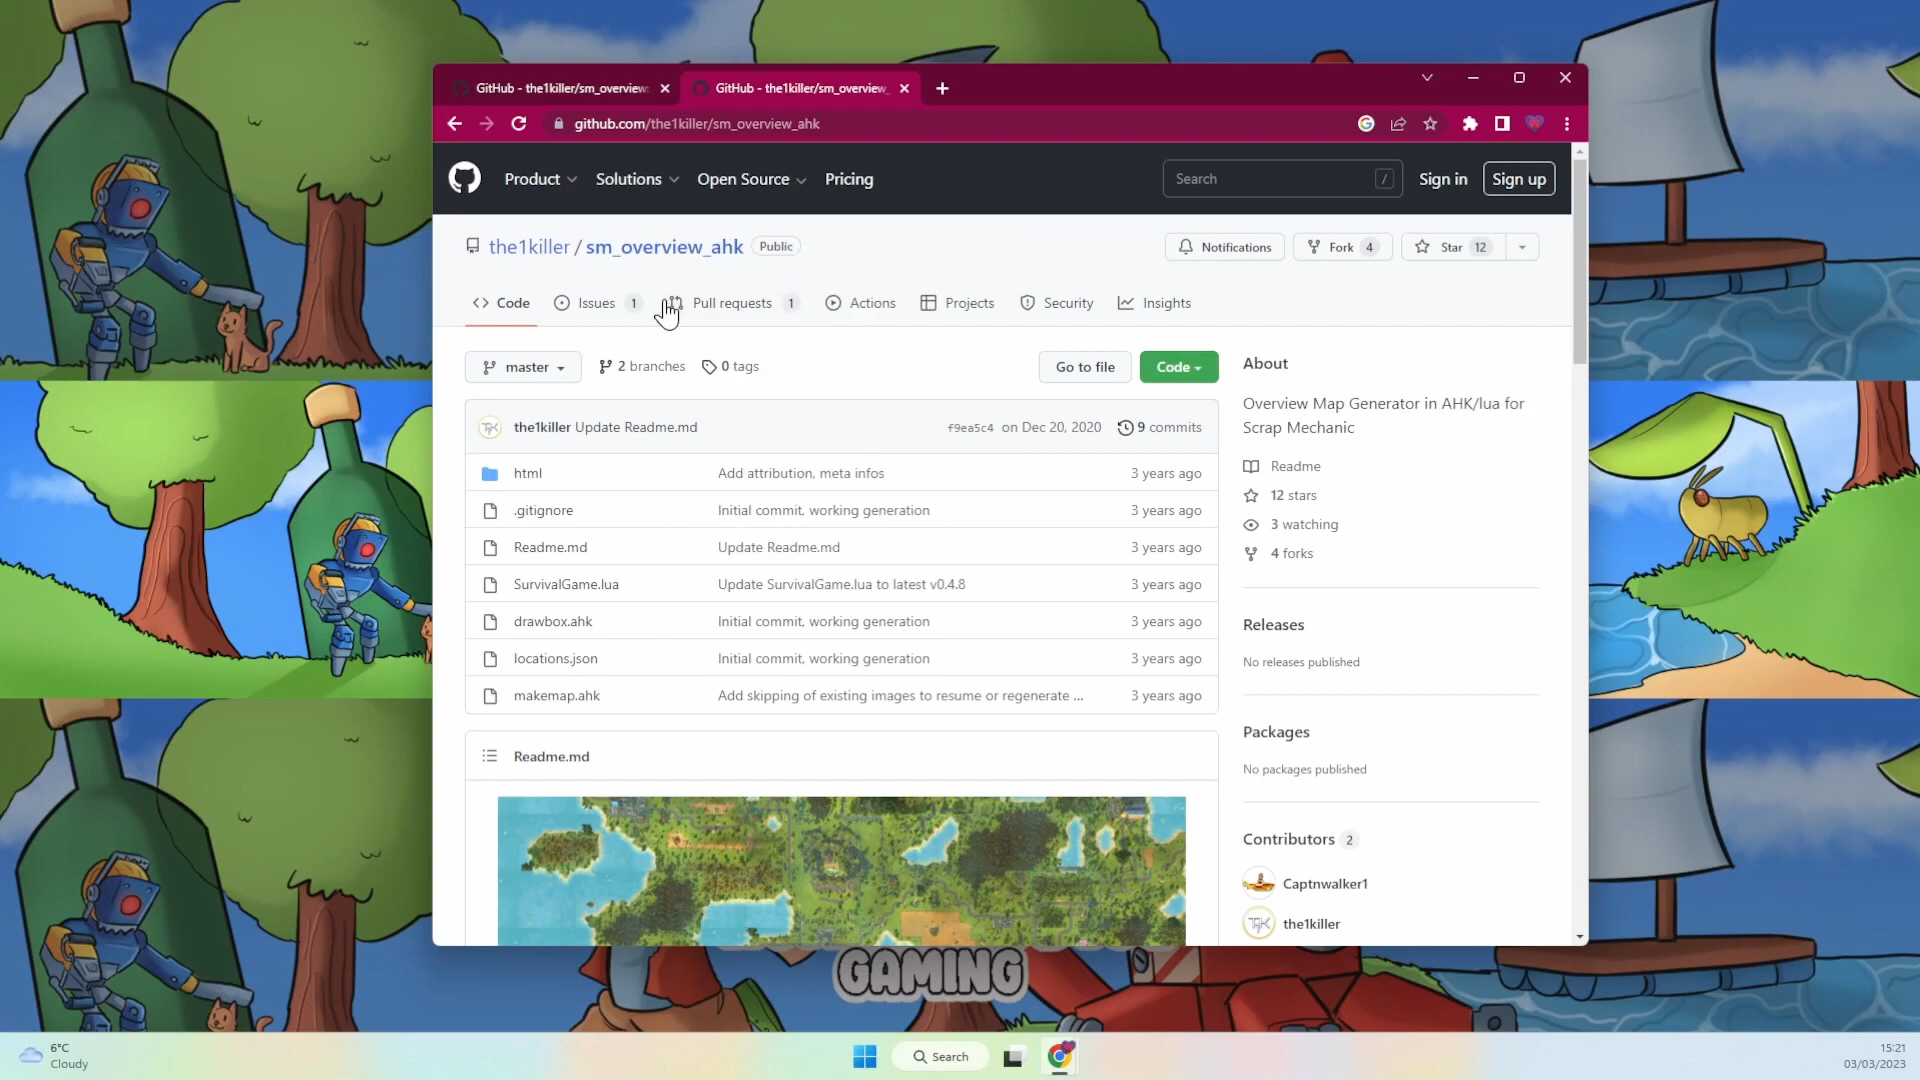 GitHub - the1killer/sm_overview:
GitHub - the1killer/sm_overview_
github.com/the1killer/sm_overview_ahk
Product Solutions Open Source Pricing
Search /
Sign in Sign up
the1killer / sm_overview_ahk Public
Notifications Fork 4 Star 12
Code Issues 1 Pull requests 1 Actions Projects Security Insights
master 2 branches 0 tags Go to file Code
the1killer Update Readme.md f9ea5c4 on Dec 20, 2020 9 commits
html Add attribution, meta infos 3 years ago
.gitignore Initial commit, working generation 3 years ago
Readme.md Update Readme.md 3 years ago
SurvivalGame.lua Update SurvivalGame.lua to latest v0.4.8 3 years ago
drawbox.ahk Initial commit, working generation 3 years ago
locations.json Initial commit, working generation 3 years ago
makemap.ahk Add skipping of existing images to resume or regenerate ... 3 years ago
Readme.md
About
Overview Map Generator in AHK/lua for
Scrap Mechanic
Readme
12 stars
3 watching
4 forks
Releases
No releases published
Packages
No packages published
Contributors 2
Captnwalker1
the1killer
GAMING
6°C
Cloudy
Search
15:21
03/03/2023